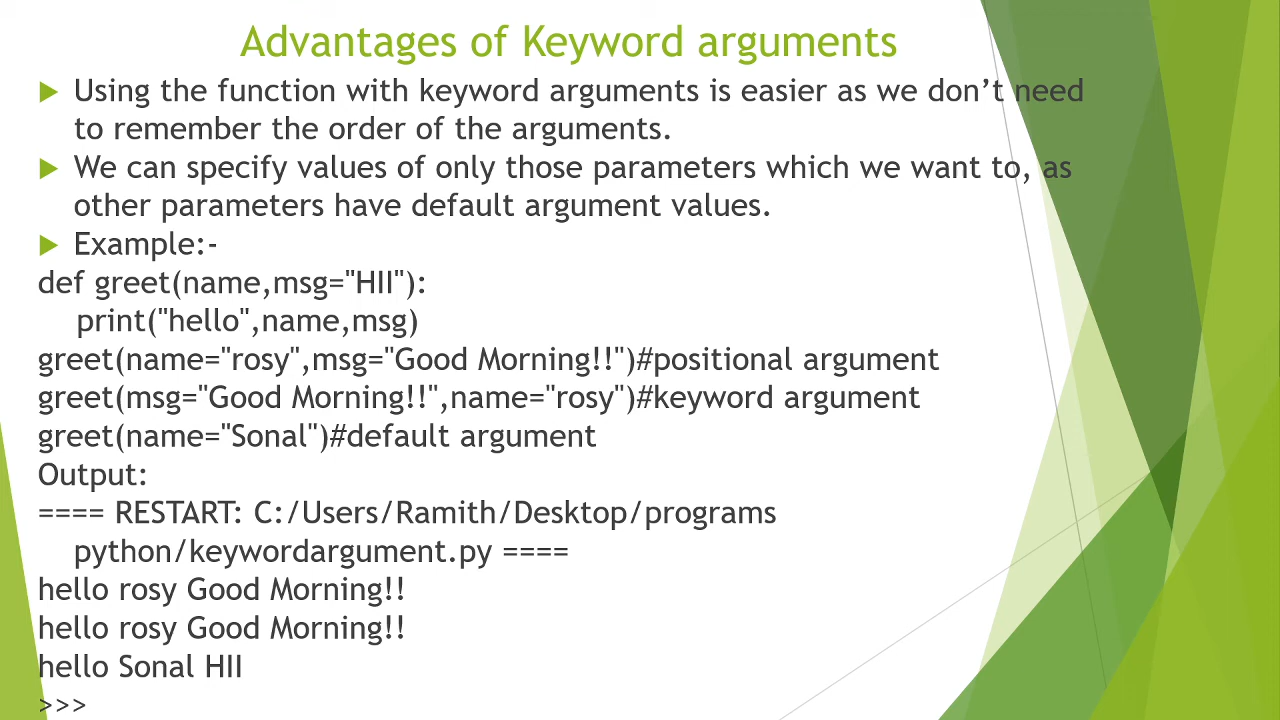 Advantages of Keyword arguments
Using the function with keyword arguments is easier as we don’t need
to remember the order of the arguments.
We can specify values of only those parameters which we want to, as
other parameters have default argument values.
Example:-
def greet(name,msg="HII"):
print("hello",name,msg)
greet(name="rosy",msg="Good Morning!!")#positional argument
greet(msg="Good Morning!!",name="rosy")#keyword argument
greet(name="Sonal")#default argument
Output:
==== RESTART: C:/Users/Ramith/Desktop/programs
python/keywordargument.py ====
hello rosy Good Morning!!
hello rosy Good Morning!!
hello Sonal HII
>>>